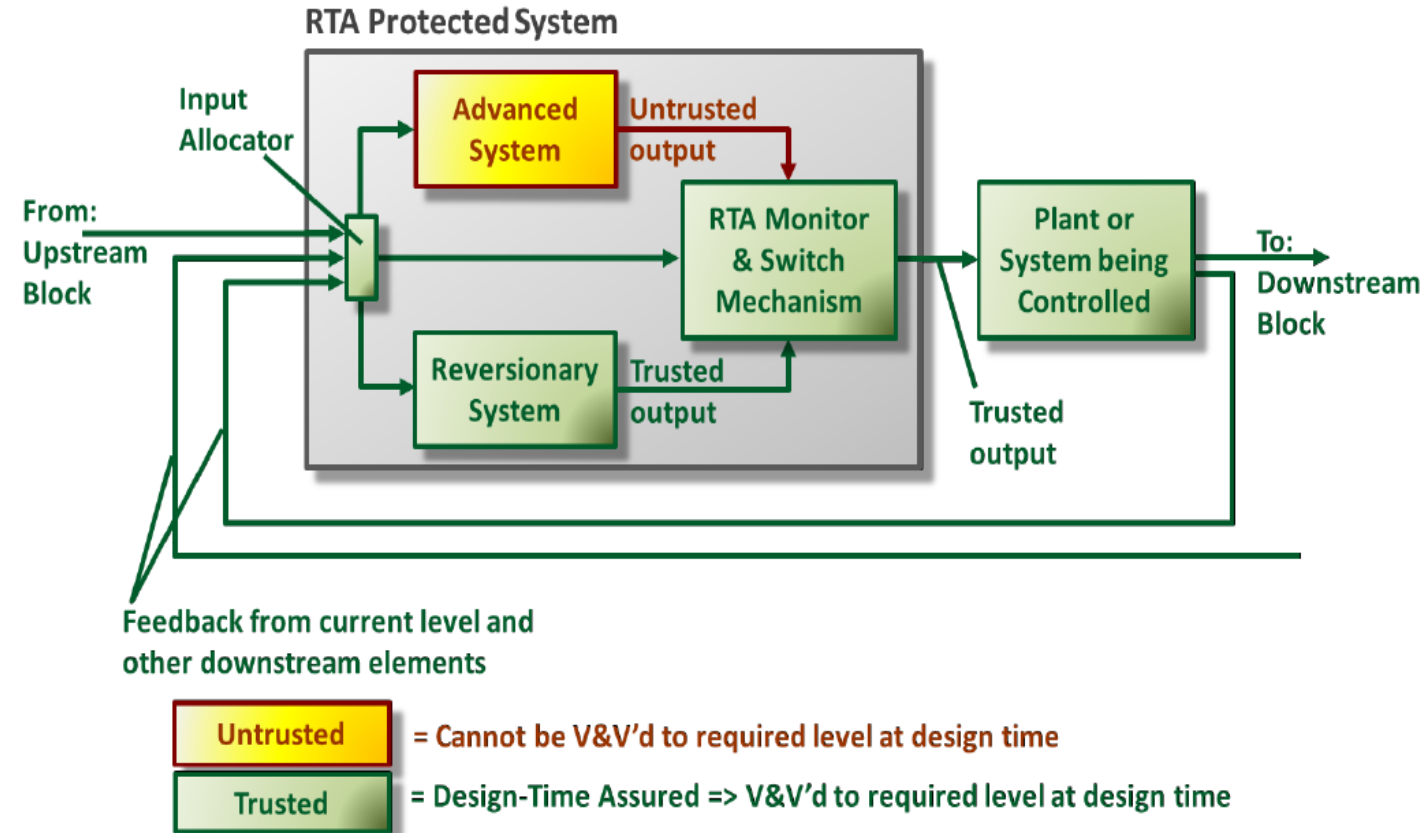 RTA Protected System
Input
Allocator
Advanced
System
Untrusted
output
From:
Upstream
Block
RTA Monitor
& Switch
Mechanism
Plant or
System being
Controlled
To:
Downstream
Block
Reversionary
System
Trusted
output
Trusted
output
Feedback from current level and
other downstream elements
Untrusted
= Cannot be V&V’d to required level at design time
Trusted
= Design-Time Assured => V&V’d to required level at design time